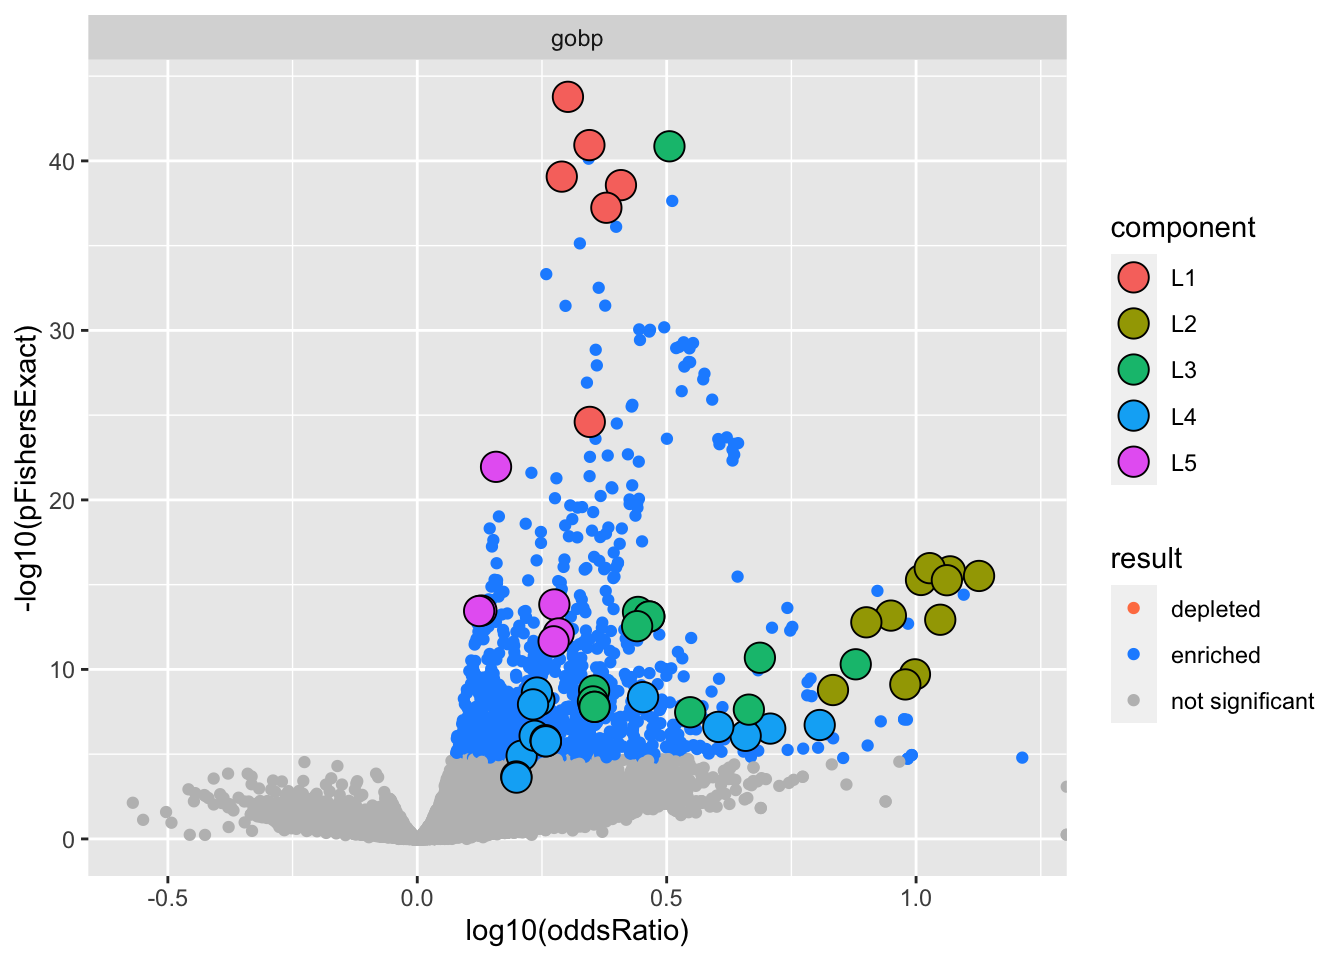 gobp
40
30
20
10
0
-log10(pFishersExact)
-0.5
0.0
0.5
1.0
log10(oddsRatio)
component
L1
L2
L3
L4
L5
result
depleted
enriched
not significant